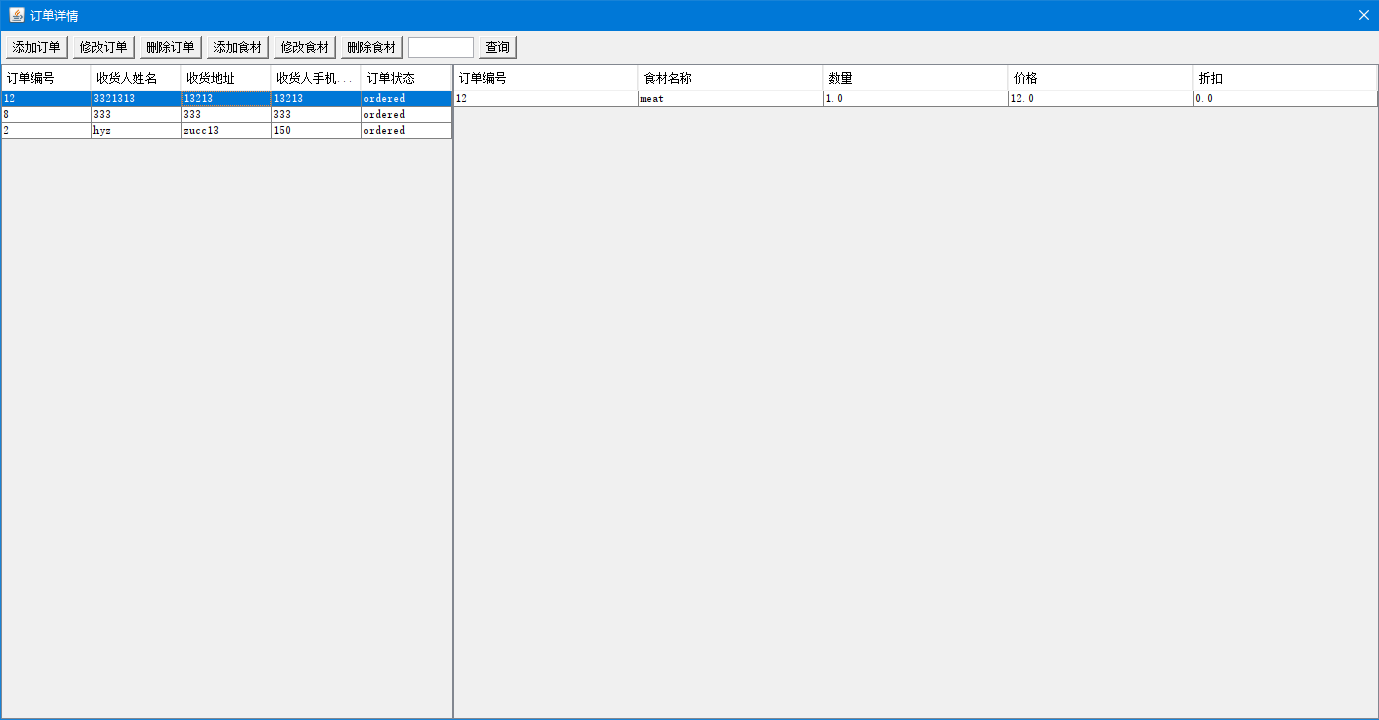 订单详情
添加订单 修改订单 删除订单 添加食材 修改食材 删除食材 查询
订单编号 收货人姓名 收货地址 收货人手机... 订单状态 订单编号 食材名称 数量 价格 折扣
12 3321313 13213 13213 ordered 12 meat 1.0 12.0 0.0
8 333 333 333 ordered
2 hyz zucc13 150 ordered